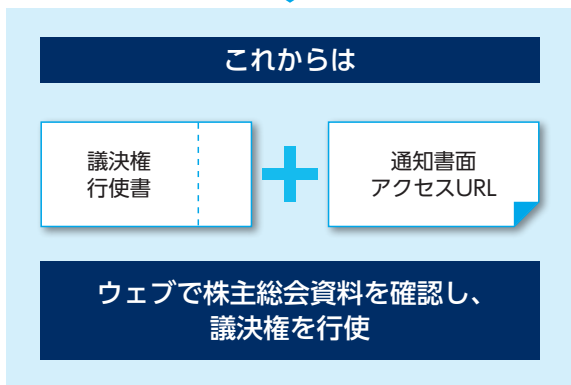 これからは
議決権
行使書
通知書面
アクセスURL
ウェブで株主総会資料を確認し、
議決権を行使